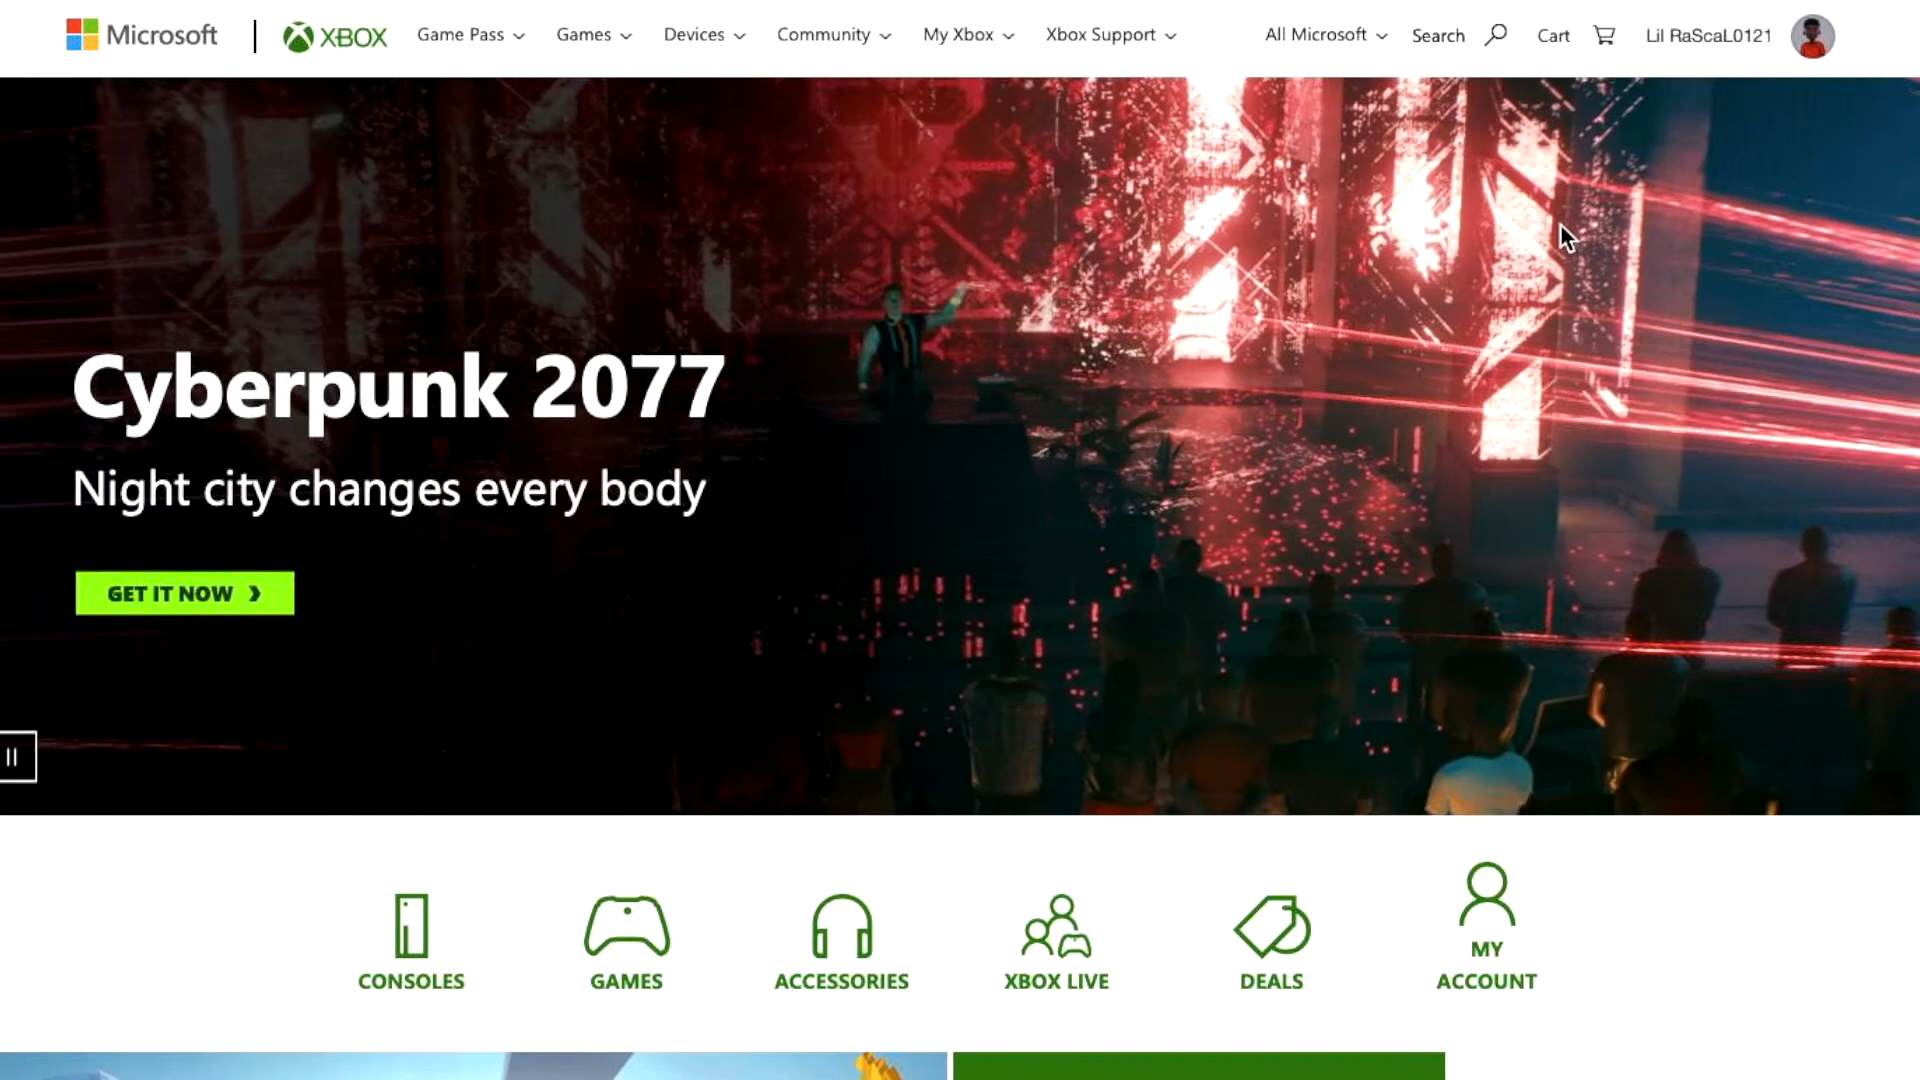 Microsoft
XBOX
Game Pass
Games
Devices
Community
My Xbox
Xbox Support
All Microsoft
Search
Cart
Lil RaScaL0121
Cyberpunk 2077
Night city changes every body
GET IT NOW
CONSOLES
GAMES
ACCESSORIES
XBOX LIVE
DEALS
MY
ACCOUNT